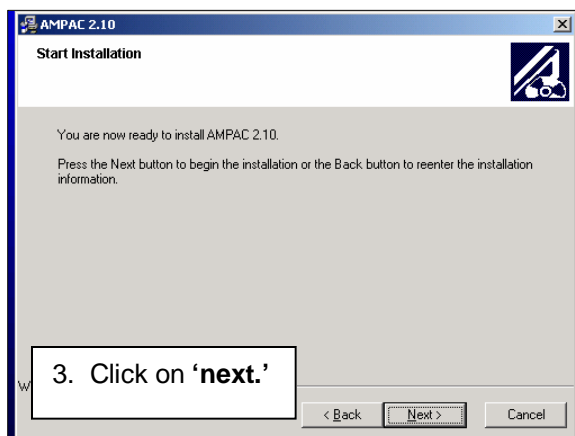 AMPAC 2.10
Start Installation
You are now ready to install AMPAC 2.10.
Press the Next button to begin the installation or the Back button to reenter the installation
information.
3. Click on ‘next.’
< Back Next > Cancel